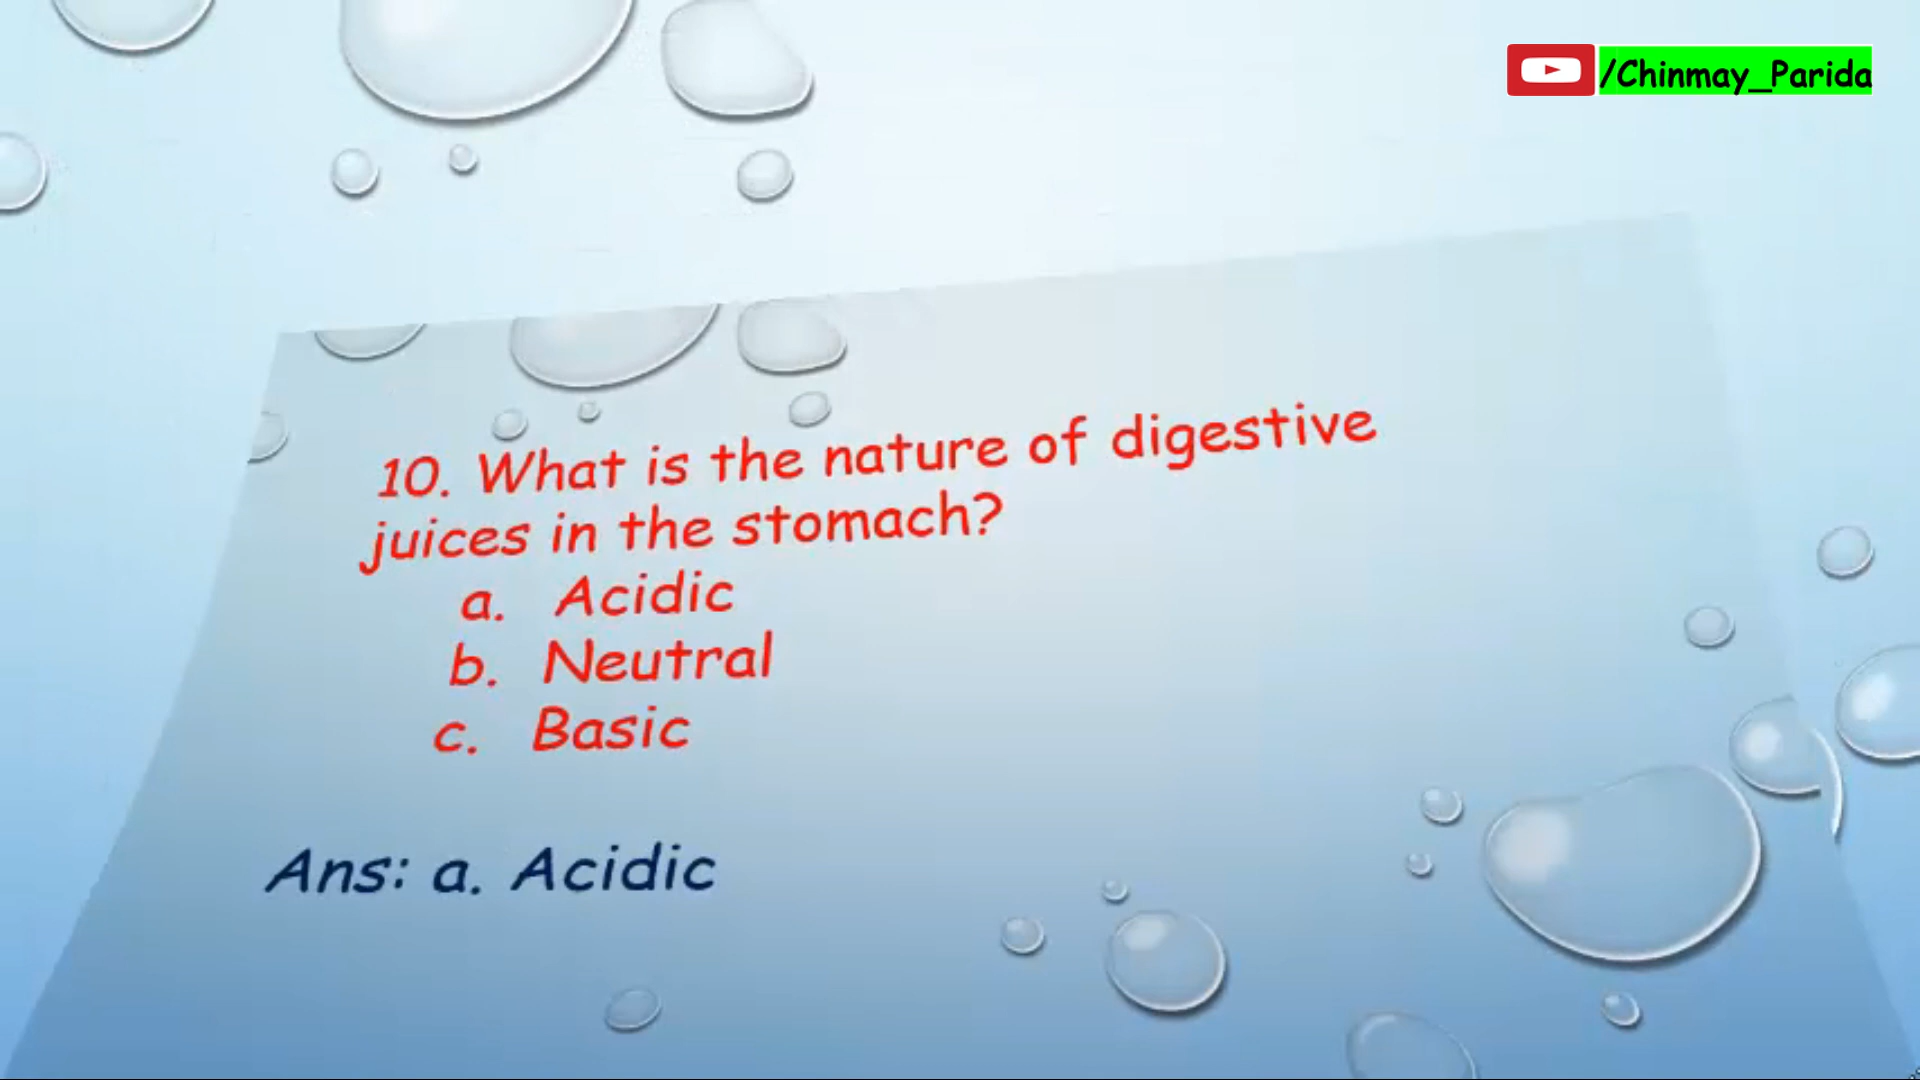 /Chinmay_Parida
10. What is the nature of digestive
juices in the stomach?
a. Acidic
b. Neutral
c. Basic
Ans: a. Acidic